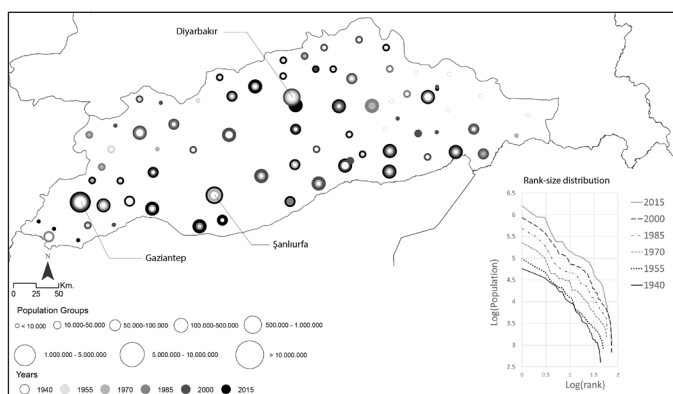 Diyarbakır
Gaziantep
Şanlıurfa
N
0 25 50 Km.
Population Groups
< 10.000 10.000-50.000 50.000-100.000 100.000-500.000 500.000 - 1.000.000
1.000.000 - 5.000.000 5.000.000 - 10.000.000 > 10.000.000
Years
1940 1955 1970 1985 2000 2015
Rank-size distribution
Log(Population)
6.5
6
5.5
5
4.5
4
3.5
3
2.5
0 0.5 1 1.5 2
Log(rank)
2015
2000
1985
1970
1955
1940